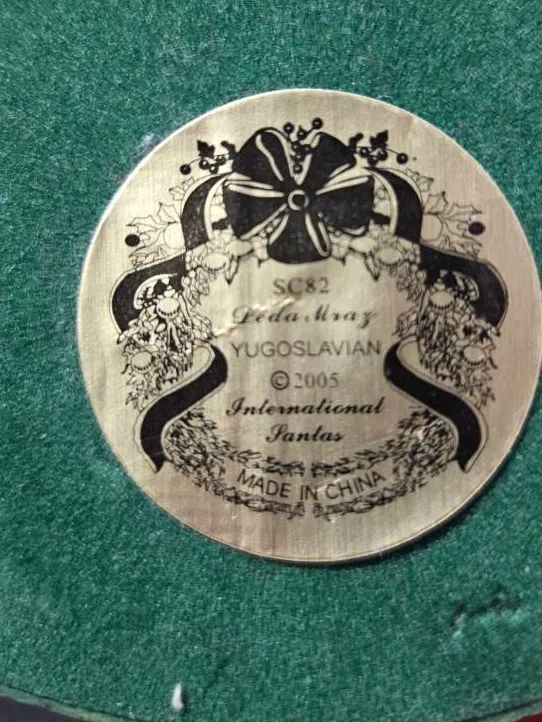 SC82
Deda Mraz
YUGOSLAVIAN
©2005
International
Santas
MADE IN CHINA